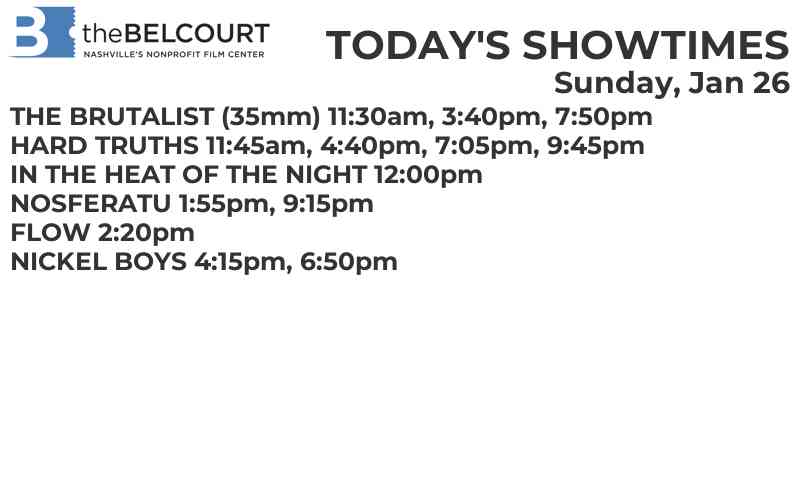 B theBELCOURT
NASHVILLE'S NONPROFIT FILM CENTER
TODAY'S SHOWTIMES
Sunday, Jan 26
THE BRUTALIST (35mm) 11:30am, 3:40pm, 7:50pm
HARD TRUTHS 11:45am, 4:40pm, 7:05pm, 9:45pm
IN THE HEAT OF THE NIGHT 12:00pm
NOSFERATU 1:55pm, 9:15pm
FLOW 2:20pm
NICKEL BOYS 4:15pm, 6:50pm